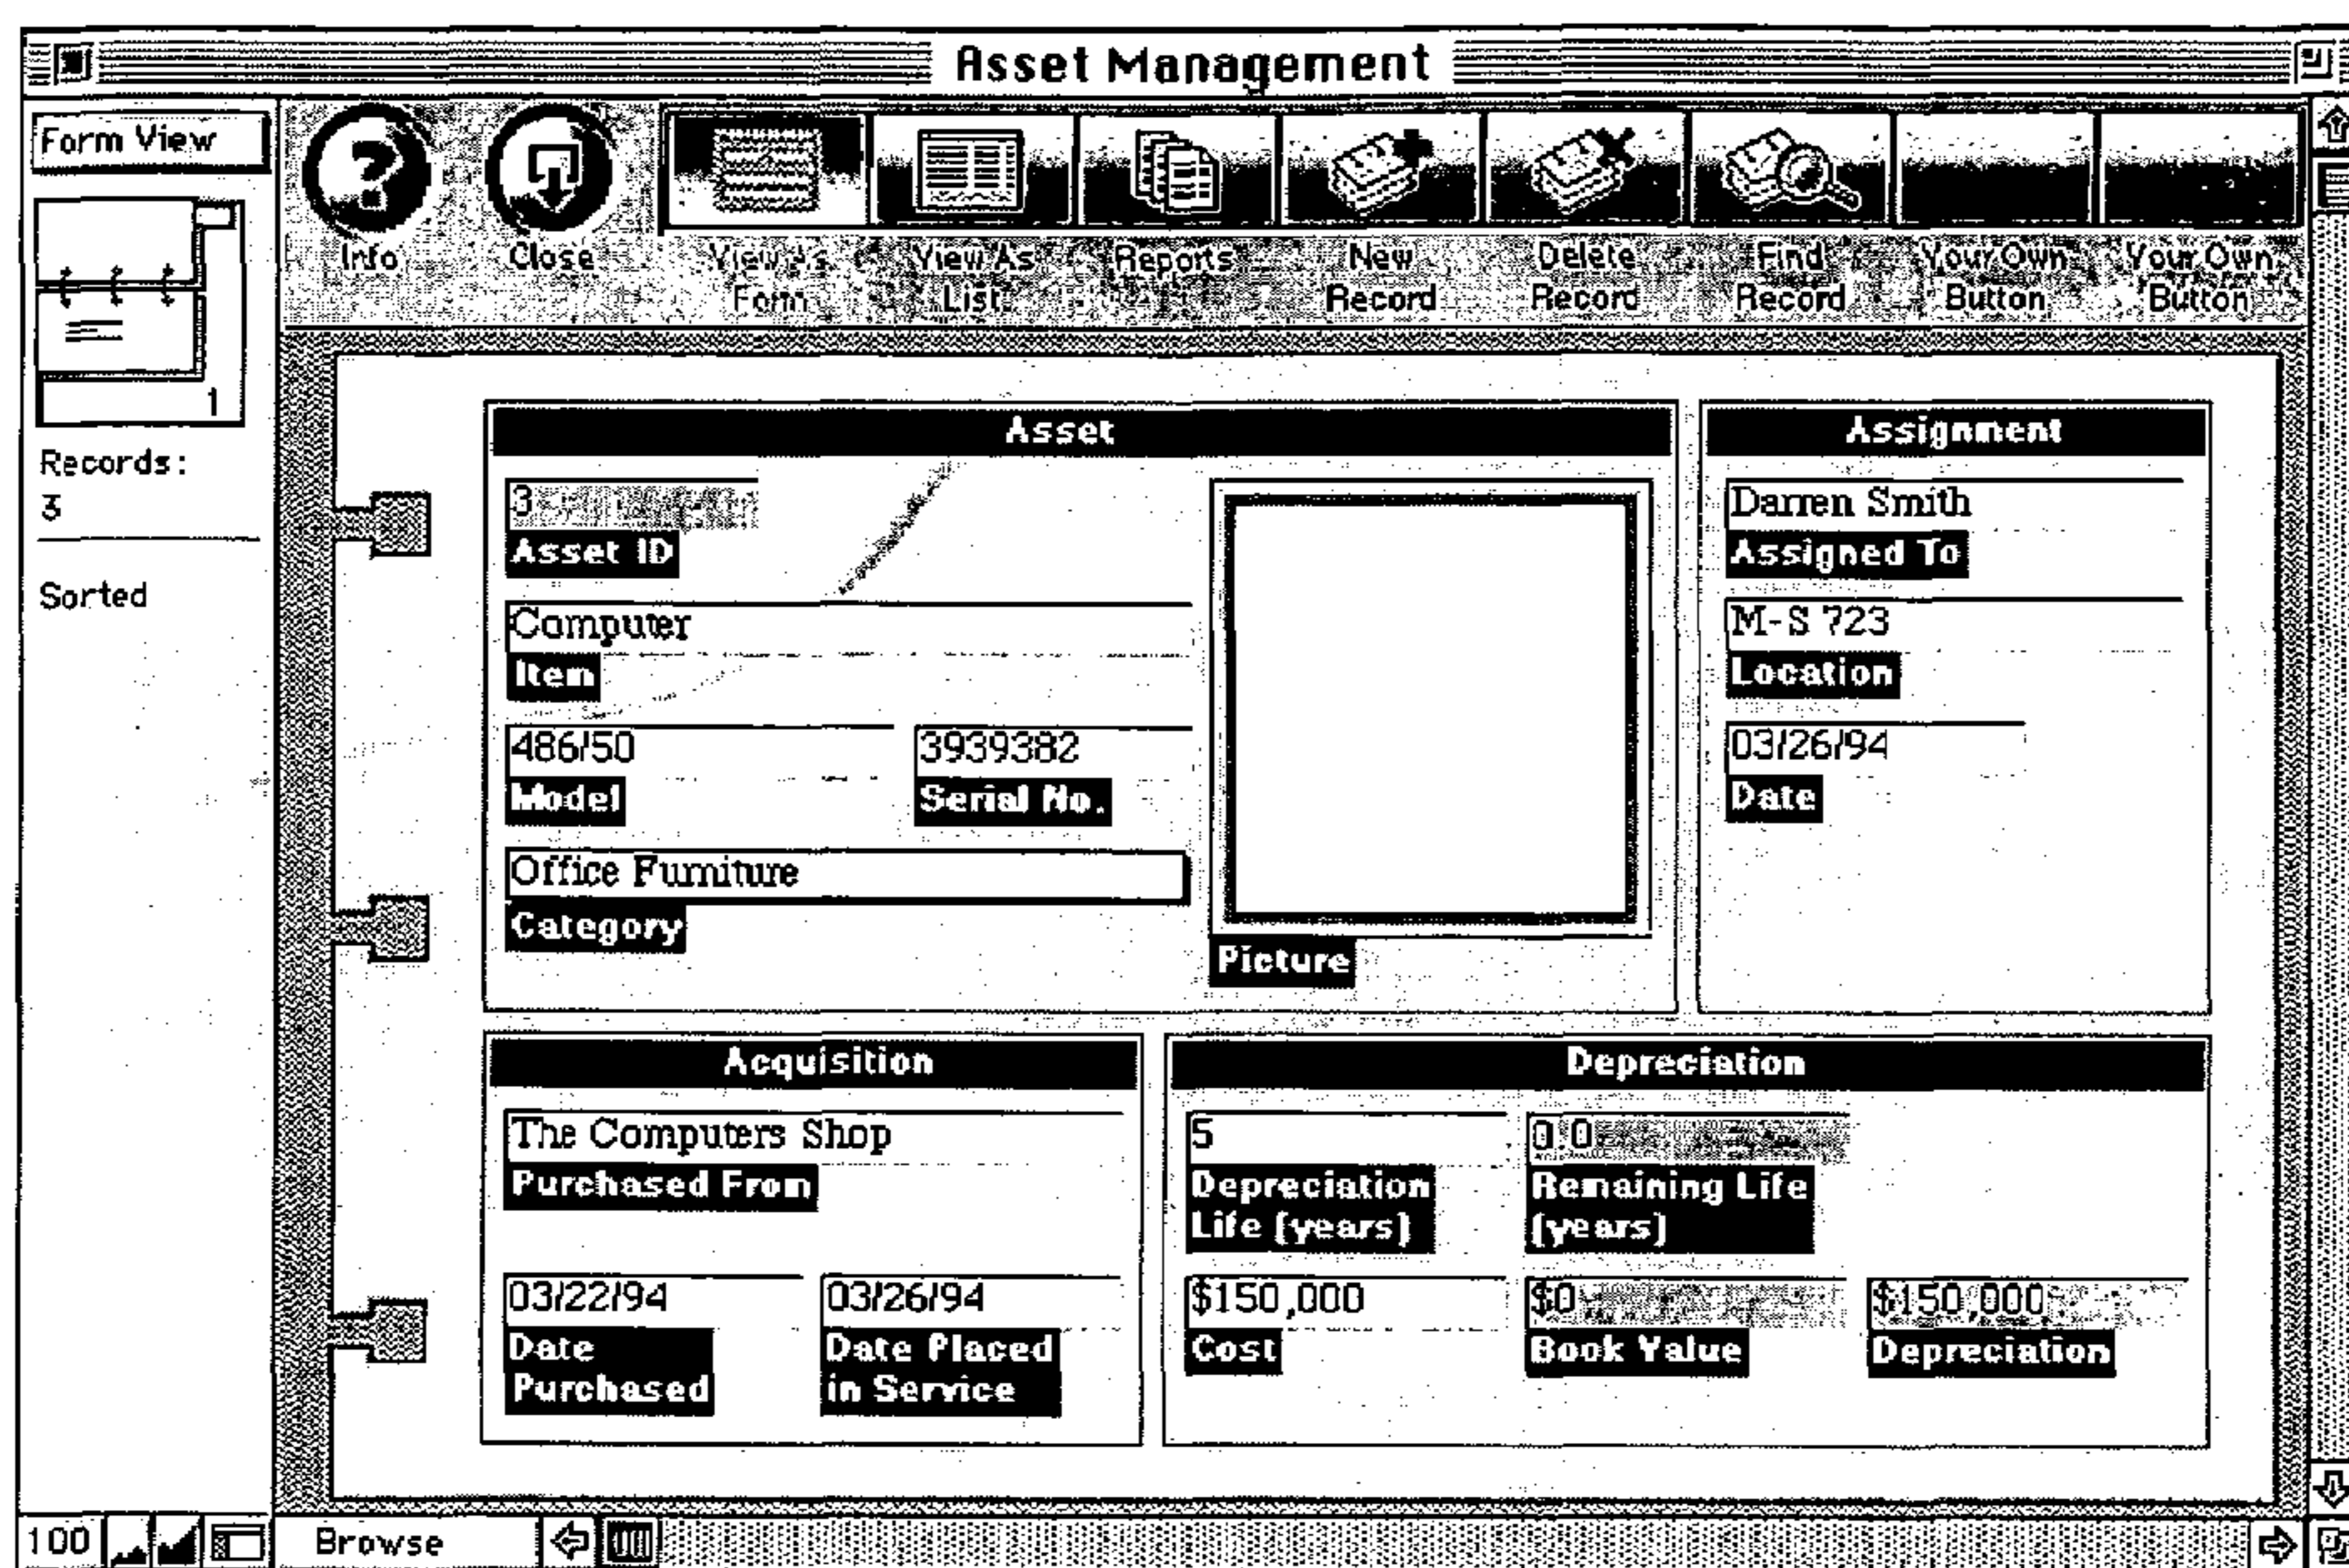 Asset Management
Form View
1
Records:
3
Sorted
Info
Close
View As
Form
View As
List
Reports
New
Record
Delete
Record
Find
Record
Your Own
Button
Your Own
Button
Asset
3
Asset ID
Computer
Item
486/50
Model
3939382
Serial No.
Office Furniture
Category
Picture
Assignment
Darren Smith
Assigned To
M-S 723
Location
03/26/94
Date
Acquisition
The Computers Shop
Purchased From
03/22/94
Date
Purchased
03/26/94
Date Placed
in Service
Depreciation
5
Depreciation
Life (years)
0.0
Remaining Life
(years)
$150,000
Cost
$0
Book Value
$150,000
Depreciation
100
Browse